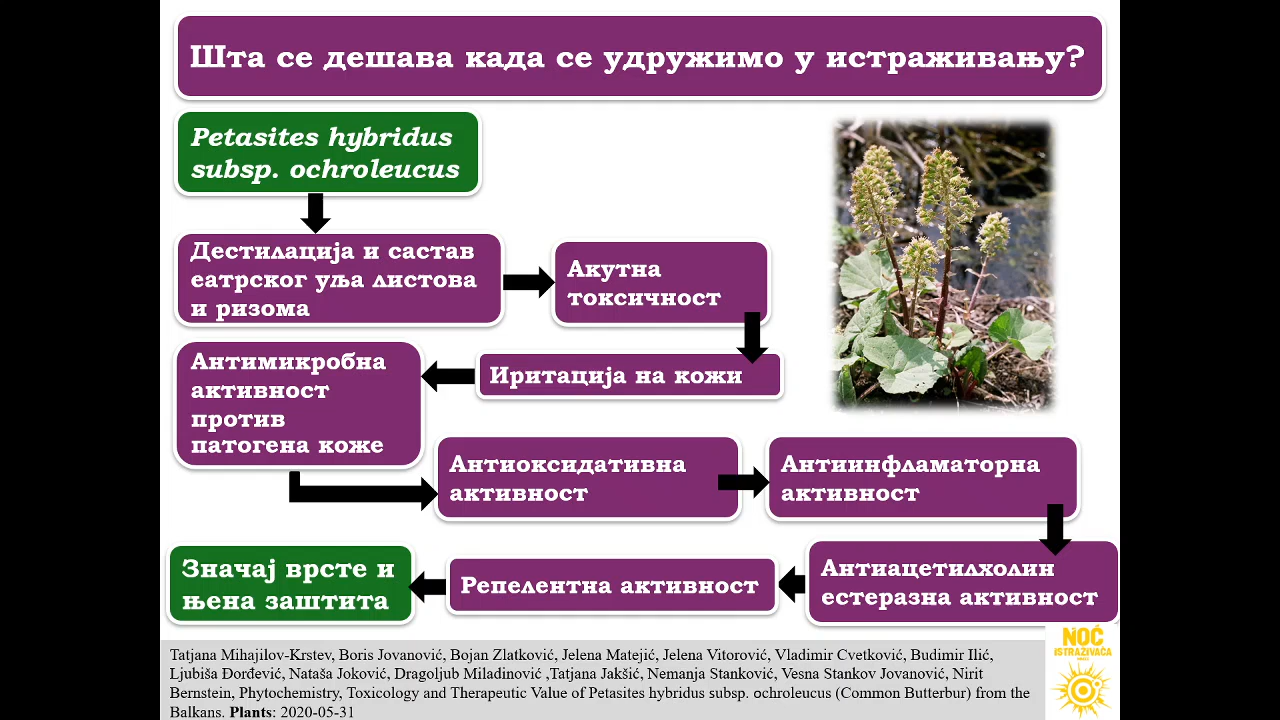 Шта се дешава када се удружимо у истраживању?
Petasites hybridus
subsp. ochroleucus
Дестилација и састав
еатрског уља листова
и ризома
Акутна
токсичност
Иритација на кожи
Антимикробна
активност
против
патогена коже
Антиоксидативна
активност
Антиинфламаторна
активност
Антиацетилхолин
естеразна активност
Репелентна активност
Значај врсте и
њена заштита
Tatjana Mihajilov-Krstev, Boris Jovanović, Bojan Zlatković, Jelena Matejić, Jelena Vitorović, Vladimir Cvetković, Budimir Ilić,
Ljubiša Đorđević, Nataša Joković, Dragoljub Miladinović ,Tatjana Jakšić, Nemanja Stanković, Vesna Stankov Jovanović, Nirit
Bernstein, Phytochemistry, Toxicology and Therapeutic Value of Petasites hybridus subsp. ochroleucus (Common Butterbur) from the
Balkans. Plants: 2020-05-31
NOĆ
ISTRAŽIVAČA